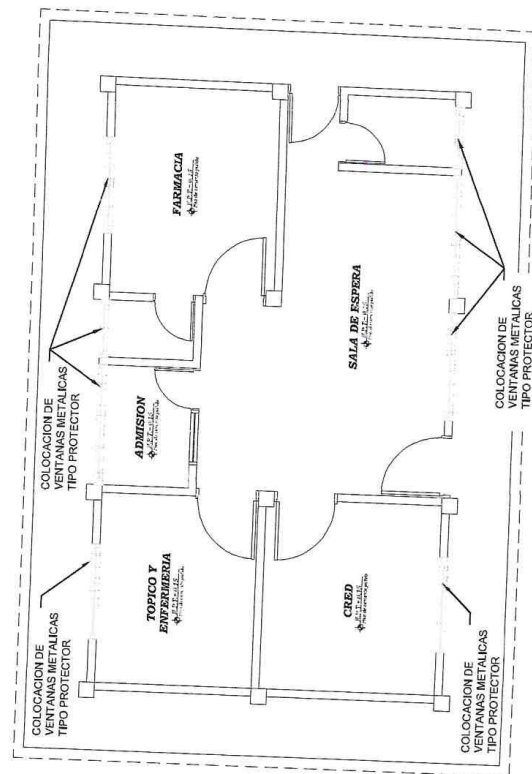 COLOCACION DE
VENTANAS METALICAS
TIPO PROTECTOR
COLOCACION DE
VENTANAS METALICAS
TIPO PROTECTOR
TOPICO Y
ENFERMERIA
ADMISION
FARMACIA
CRED
SALA DE ESPERA
COLOCACION DE
VENTANAS METALICAS
TIPO PROTECTOR
COLOCACION DE
VENTANAS METALICAS
TIPO PROTECTOR